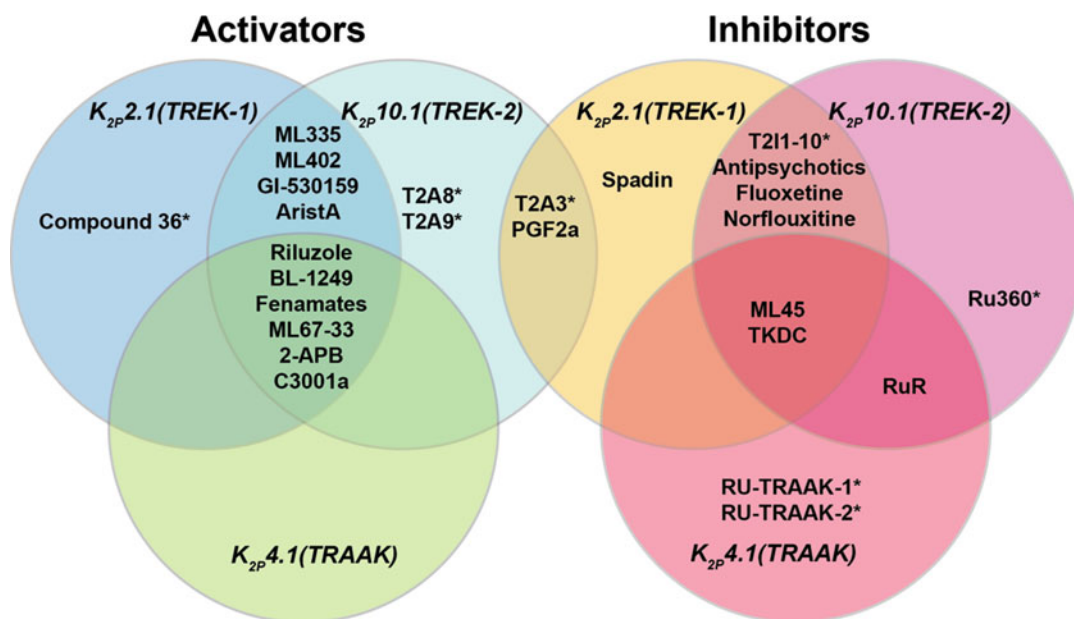 Activators
Inhibitors
K2P2.1(TREK-1)
K2P10.1(TREK-2)
K2P2.1(TREK-1)
K2P10.1(TREK-2)
ML335
ML402
GI-530159
AristA
Compound 36*
T2A8*
T2A9*
Riluzole
BL-1249
Fenamates
ML67-33
2-APB
C3001a
K2P4.1(TRAAK)
T2A3*
PGF2a
Spadin
T2I1-10*
Antipsychotics
Fluoxetine
Norflouxitine
Ru360*
ML45
TKDC
RuR
RU-TRAAK-1*
RU-TRAAK-2*
K2P4.1(TRAAK)